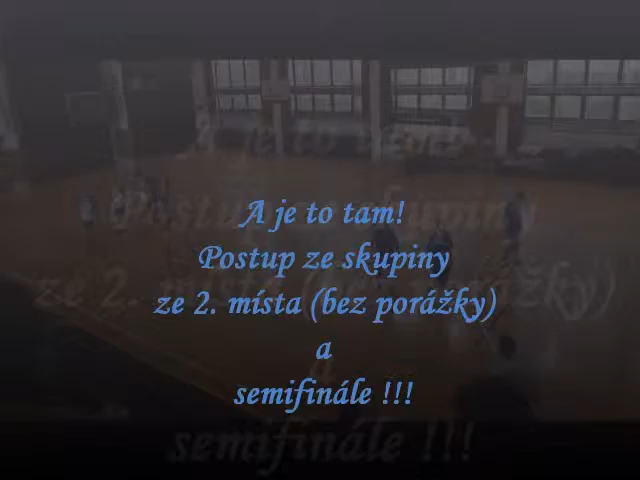 A je to tam!
Postup ze skupiny
ze 2. místa (bez porážky)
a
semifinále !!!